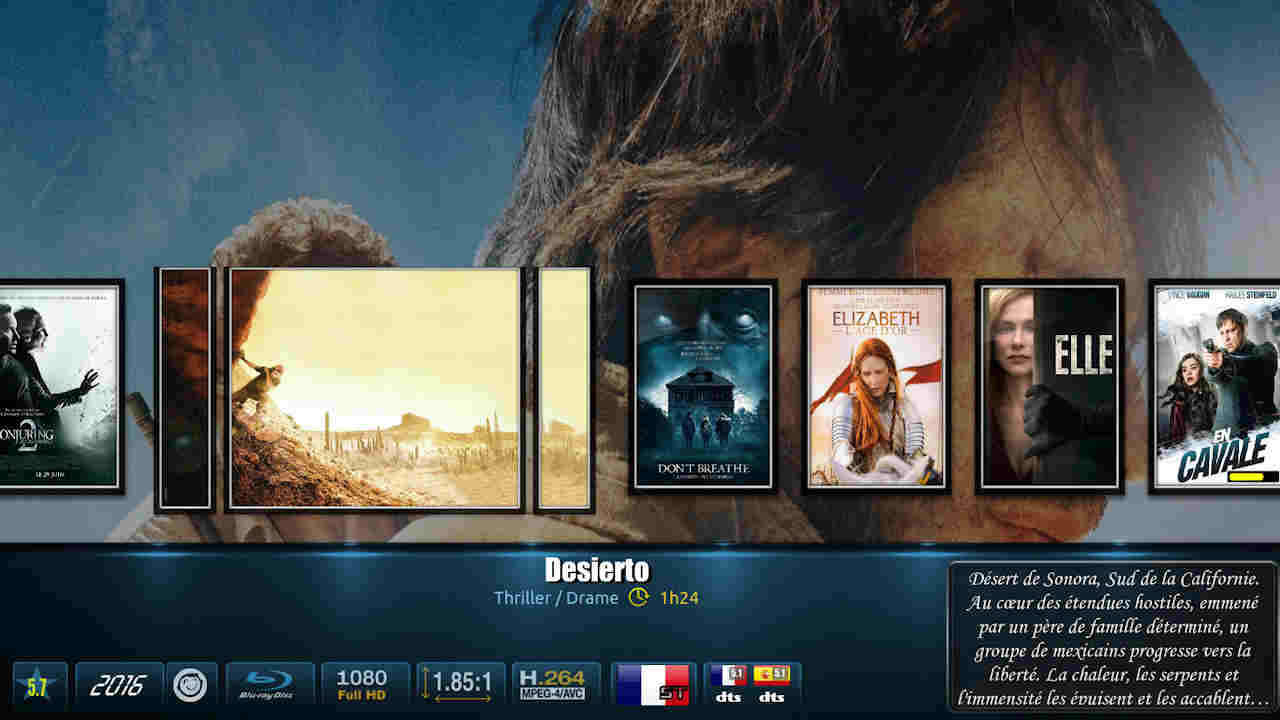 ONJURING
2
VINCE VAUGHN HAILEE STEINFELD
ELIZABETH
L'ÂGE D'OR
ELLE
DON'T BREATHE
EN
CAVALE
Desierto
Thriller / Drame 1h24
Désert de Sonora, Sud de la Californie.
Au cœur des étendues hostiles, emmené
par un père de famille déterminé, un
groupe de mexicains progresse vers la
liberté. La chaleur, les serpents et
l'immensité les épuisent et les accablent…
5.7
2016
Blu-ray Disc
1080
Full HD
1.85:1
H.264
MPEG-4/AVC
ST
5.1
dts
5.1
dts